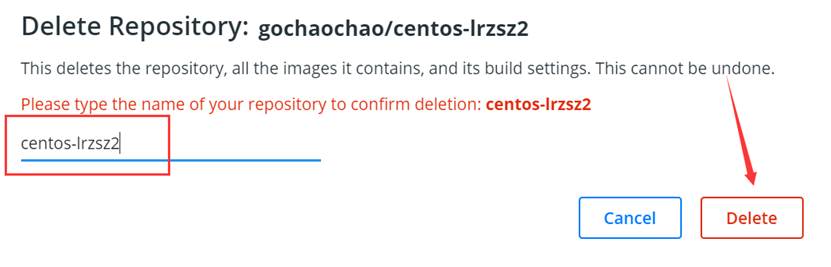 Delete Repository: gochaochao/centos-lrzsz2
This deletes the repository, all the images it contains, and its build settings. This cannot be undone.
Please type the name of your repository to confirm deletion: centos-lrzsz2
centos-lrzsz2
Cancel Delete